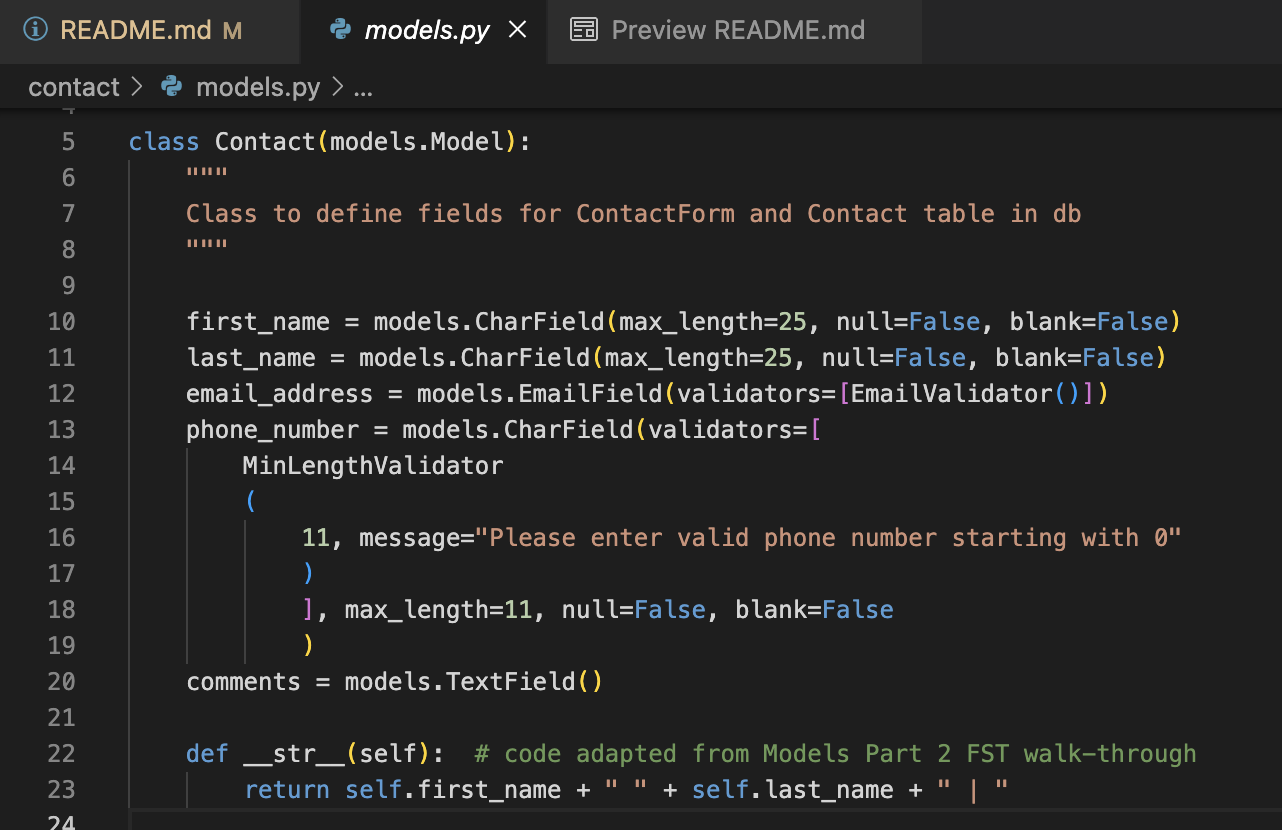 README.md M models.py Preview README.md
contact > models.py > ...
4
5 class Contact(models.Model):
6     """
7     Class to define fields for ContactForm and Contact table in db
8     """
9
10     first_name = models.CharField(max_length=25, null=False, blank=False)
11     last_name = models.CharField(max_length=25, null=False, blank=False)
12     email_address = models.EmailField(validators=[EmailValidator()])
13     phone_number = models.CharField(validators=[
14         MinLengthValidator
15         (
16             11, message="Please enter valid phone number starting with 0"
17             )
18             ], max_length=11, null=False, blank=False
19             )
20     comments = models.TextField()
21
22     def __str__(self):  # code adapted from Models Part 2 FST walk-through
23         return self.first_name + " " + self.last_name + " | "
24